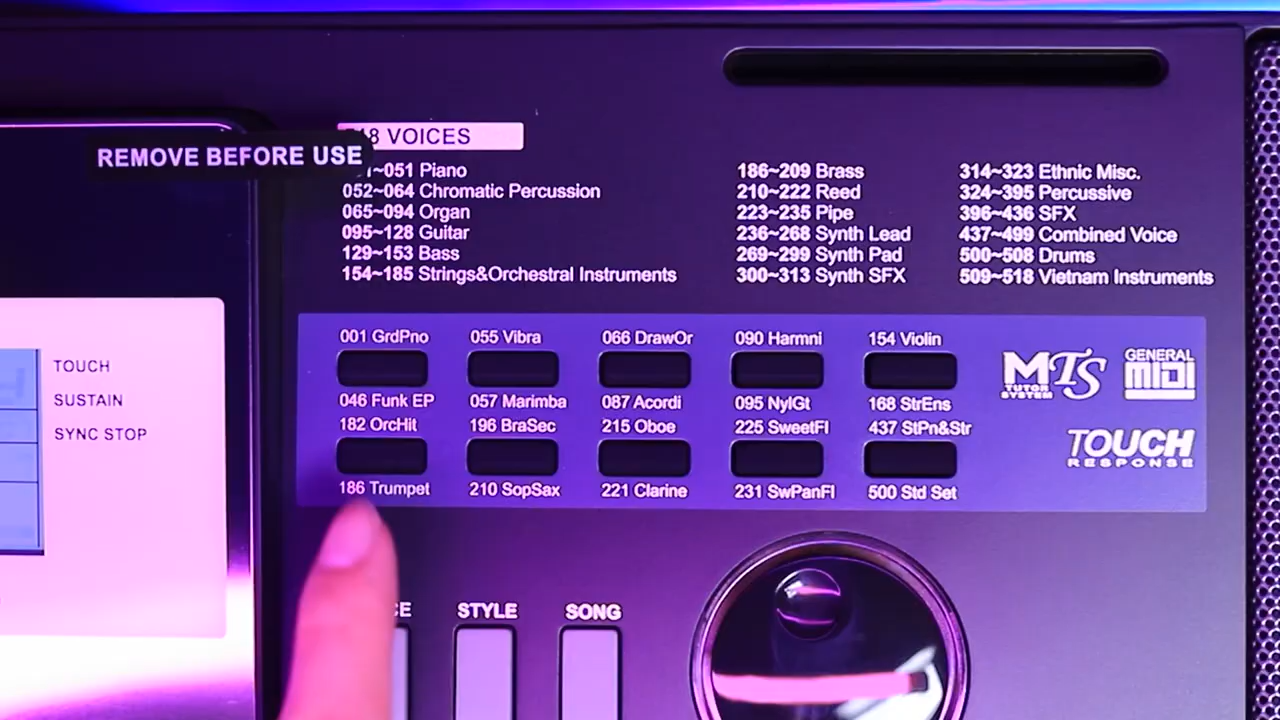 REMOVE BEFORE USE
VOICES
051 Piano
052~064 Chromatic Percussion
065~094 Organ
095~128 Guitar
129~153 Bass
154~185 Strings&Orchestral Instruments
186~209 Brass
210~222 Reed
223~235 Pipe
236~268 Synth Lead
269~299 Synth Pad
300~313 Synth SFX
314~323 Ethnic Misc.
324~395 Percussive
396~436 SFX
437~499 Combined Voice
500~508 Drums
509~518 Vietnam Instruments
TOUCH
SUSTAIN
SYNC STOP
001 GrdPno 055 Vibra 066 DrawOr 090 Harmni 154 Violin
046 Funk EP 057 Marimba 087 Acordi 095 NylGt 168 StrEns
182 OrcHit 196 BraSec 215 Oboe 225 SweetFl 437 StPn&Str
186 Trumpet 210 SopSax 221 Clarine 231 SwPanFl 500 Std Set
MTS
TUTOR
SYSTEM
GENERAL
MIDI
TOUCH
RESPONSE
STYLE SONG